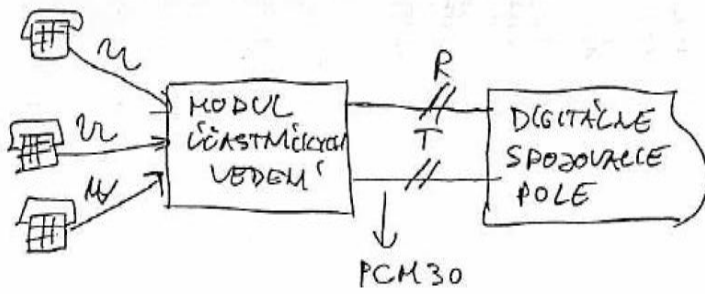 R
MODUL
ÚČASTNÍCKYCH
VEDENÍ
T
DIGITÁLNE
SPOJOVACIE
POLE
PCM30